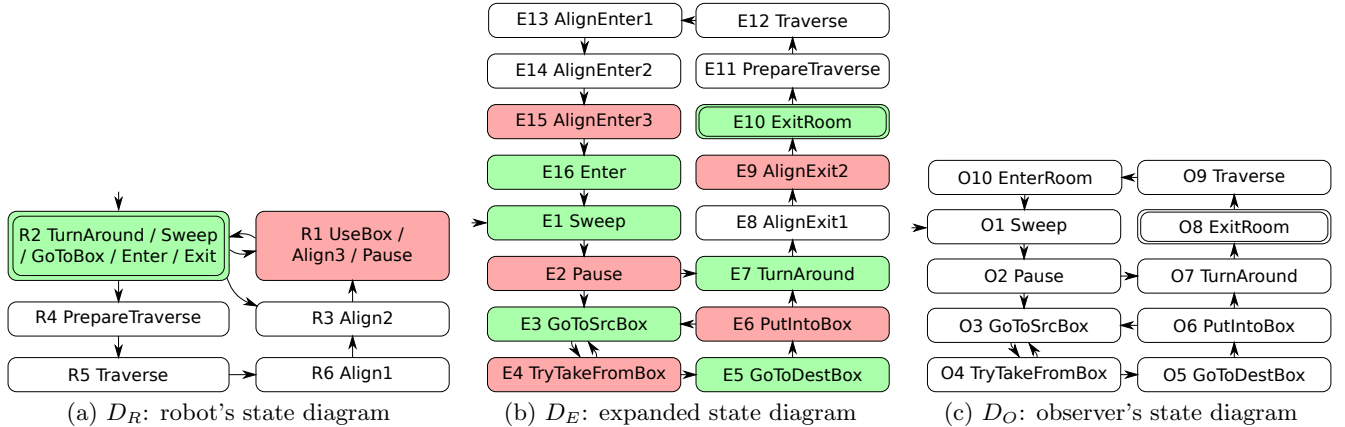 R2 TurnAround / Sweep
/ GoToBox / Enter / Exit
R1 UseBox /
Align3 / Pause
R4 PrepareTraverse
R3 Align2
R5 Traverse
R6 Align1
(a) D_R: robot's state diagram
E13 AlignEnter1
E12 Traverse
E14 AlignEnter2
E11 PrepareTraverse
E15 AlignEnter3
E10 ExitRoom
E16 Enter
E9 AlignExit2
E1 Sweep
E8 AlignExit1
E2 Pause
E7 TurnAround
E3 GoToSrcBox
E6 PutIntoBox
E4 TryTakeFromBox
E5 GoToDestBox
(b) D_E: expanded state diagram
O10 EnterRoom
O9 Traverse
O1 Sweep
O8 ExitRoom
O2 Pause
O7 TurnAround
O3 GoToSrcBox
O6 PutIntoBox
O4 TryTakeFromBox
O5 GoToDestBox
(c) D_O: observer's state diagram